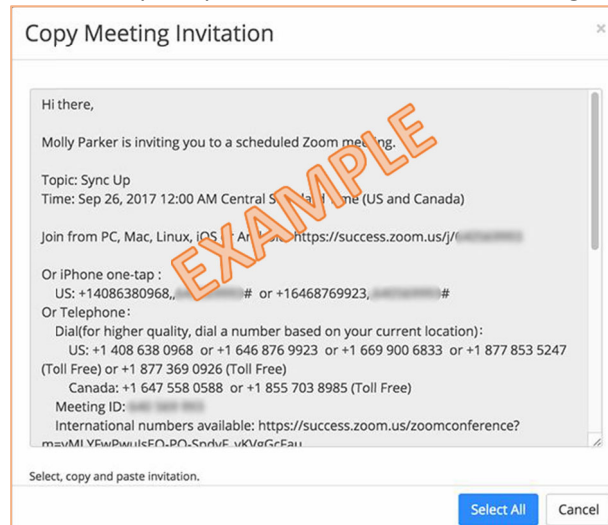 Copy Meeting Invitation
×
Hi there,
Molly Parker is inviting you to a scheduled Zoom meeting.
Topic: Sync Up
Time: Sep 26, 2017 12:00 AM Central Standard Time (US and Canada)
Join from PC, Mac, Linux, iOS or Android: https://success.zoom.us/j/
EXAMPLE
Or iPhone one-tap :
US: +14086380968,, # or +16468769923, #
Or Telephone:
Dial(for higher quality, dial a number based on your current location):
US: +1 408 638 0968 or +1 646 876 9923 or +1 669 900 6833 or +1 877 853 5247
(Toll Free) or +1 877 369 0926 (Toll Free)
Canada: +1 647 558 0588 or +1 855 703 8985 (Toll Free)
Meeting ID:
International numbers available: https://success.zoom.us/zoomconference?
Select, copy and paste invitation.
Select All Cancel